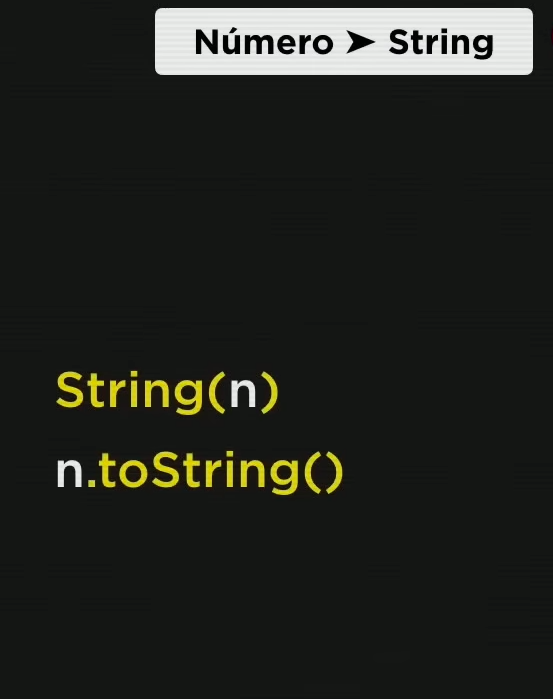 Número ➤ String
String(n)
n.toString()